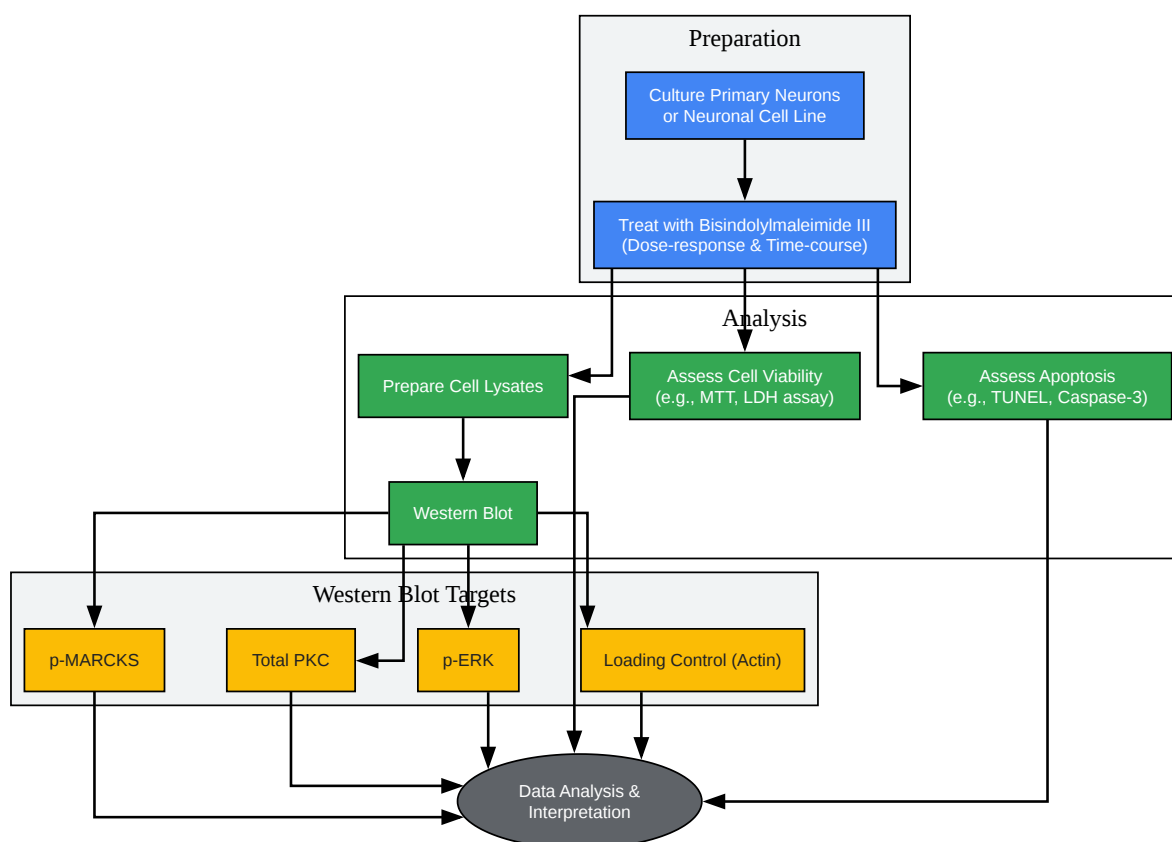 Preparation
Culture Primary Neurons
or Neuronal Cell Line
Treat with Bisindolylmaleimide III
(Dose-response & Time-course)
Analysis
Prepare Cell Lysates
Assess Cell Viability
(e.g., MTT, LDH assay)
Assess Apoptosis
(e.g., TUNEL, Caspase-3)
Western Blot
Western Blot Targets
p-MARCKS
Total PKC
p-ERK
Loading Control (Actin)
Data Analysis &
Interpretation